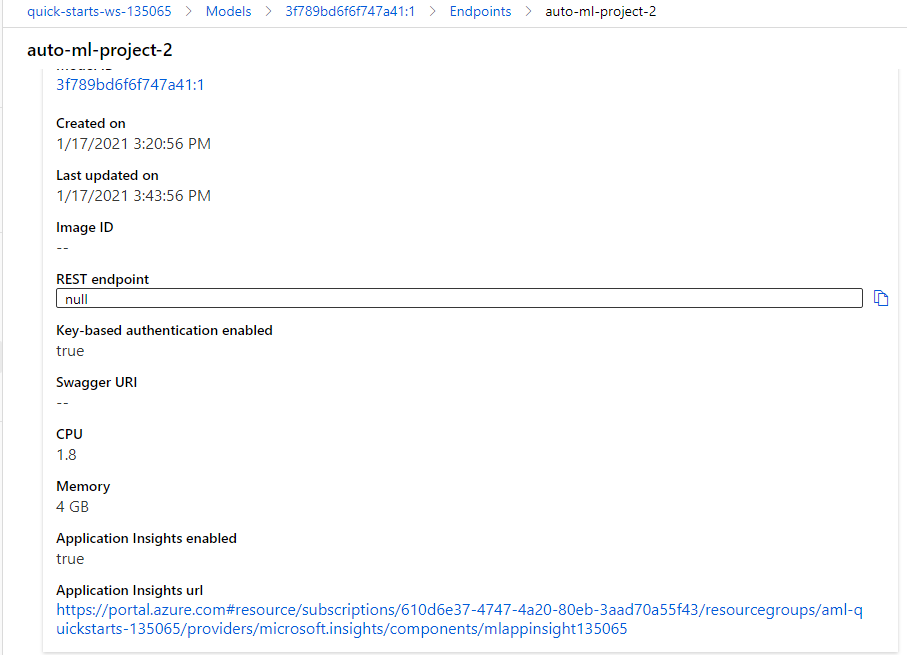 quick-starts-ws-135065 > Models > 3f789bd6f6f747a41:1 > Endpoints > auto-ml-project-2
auto-ml-project-2
3f789bd6f6f747a41:1
Created on
1/17/2021 3:20:56 PM
Last updated on
1/17/2021 3:43:56 PM
Image ID
--
REST endpoint
null
Key-based authentication enabled
true
Swagger URI
--
CPU
1.8
Memory
4 GB
Application Insights enabled
true
Application Insights url
https://portal.azure.com#resource/subscriptions/610d6e37-4747-4a20-80eb-3aad70a55f43/resourcegroups/aml-q
uickstarts-135065/providers/microsoft.insights/components/mlappinsight135065